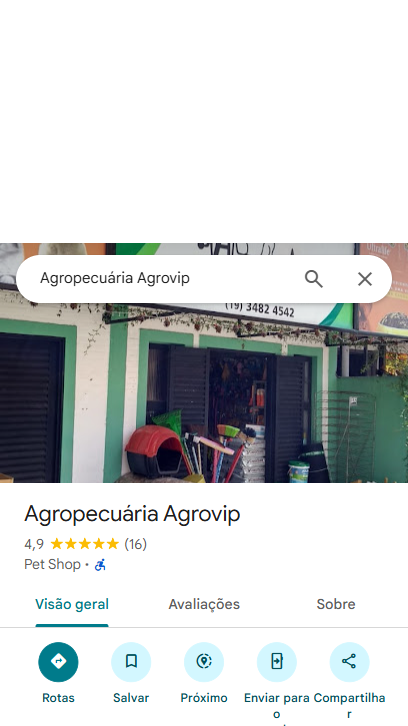 Agropecuária Agrovip
(19) 3482 4542
Agropecuária Agrovip
4,9 (16)
Pet Shop ·
Visão geral
Avaliações
Sobre
Rotas
Salvar
Próximo
Enviar para
o
Compartilha
r